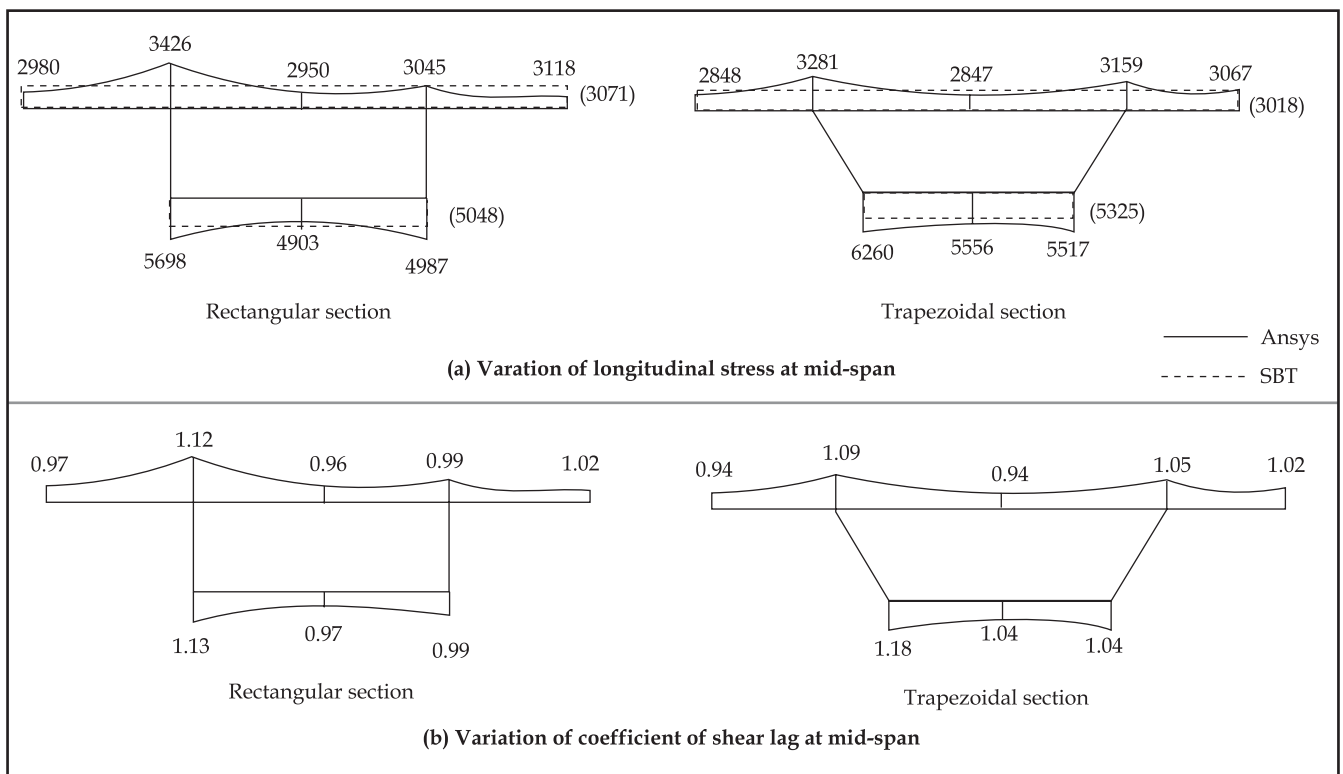 3426
2980 2950 3045 3118
(3071)
(5048)
4903
5698 4987
Rectangular section
3281 3159
2848 2847 3067
(3018)
(5325)
6260 5556 5517
Trapezoidal section
Ansys
SBT
(a) Varation of longitudinal stress at mid-span
1.12
0.97 0.96 0.99 1.02
1.13 0.97 0.99
Rectangular section
1.09 1.05
0.94 0.94 1.02
1.18 1.04 1.04
Trapezoidal section
(b) Variation of coefficient of shear lag at mid-span